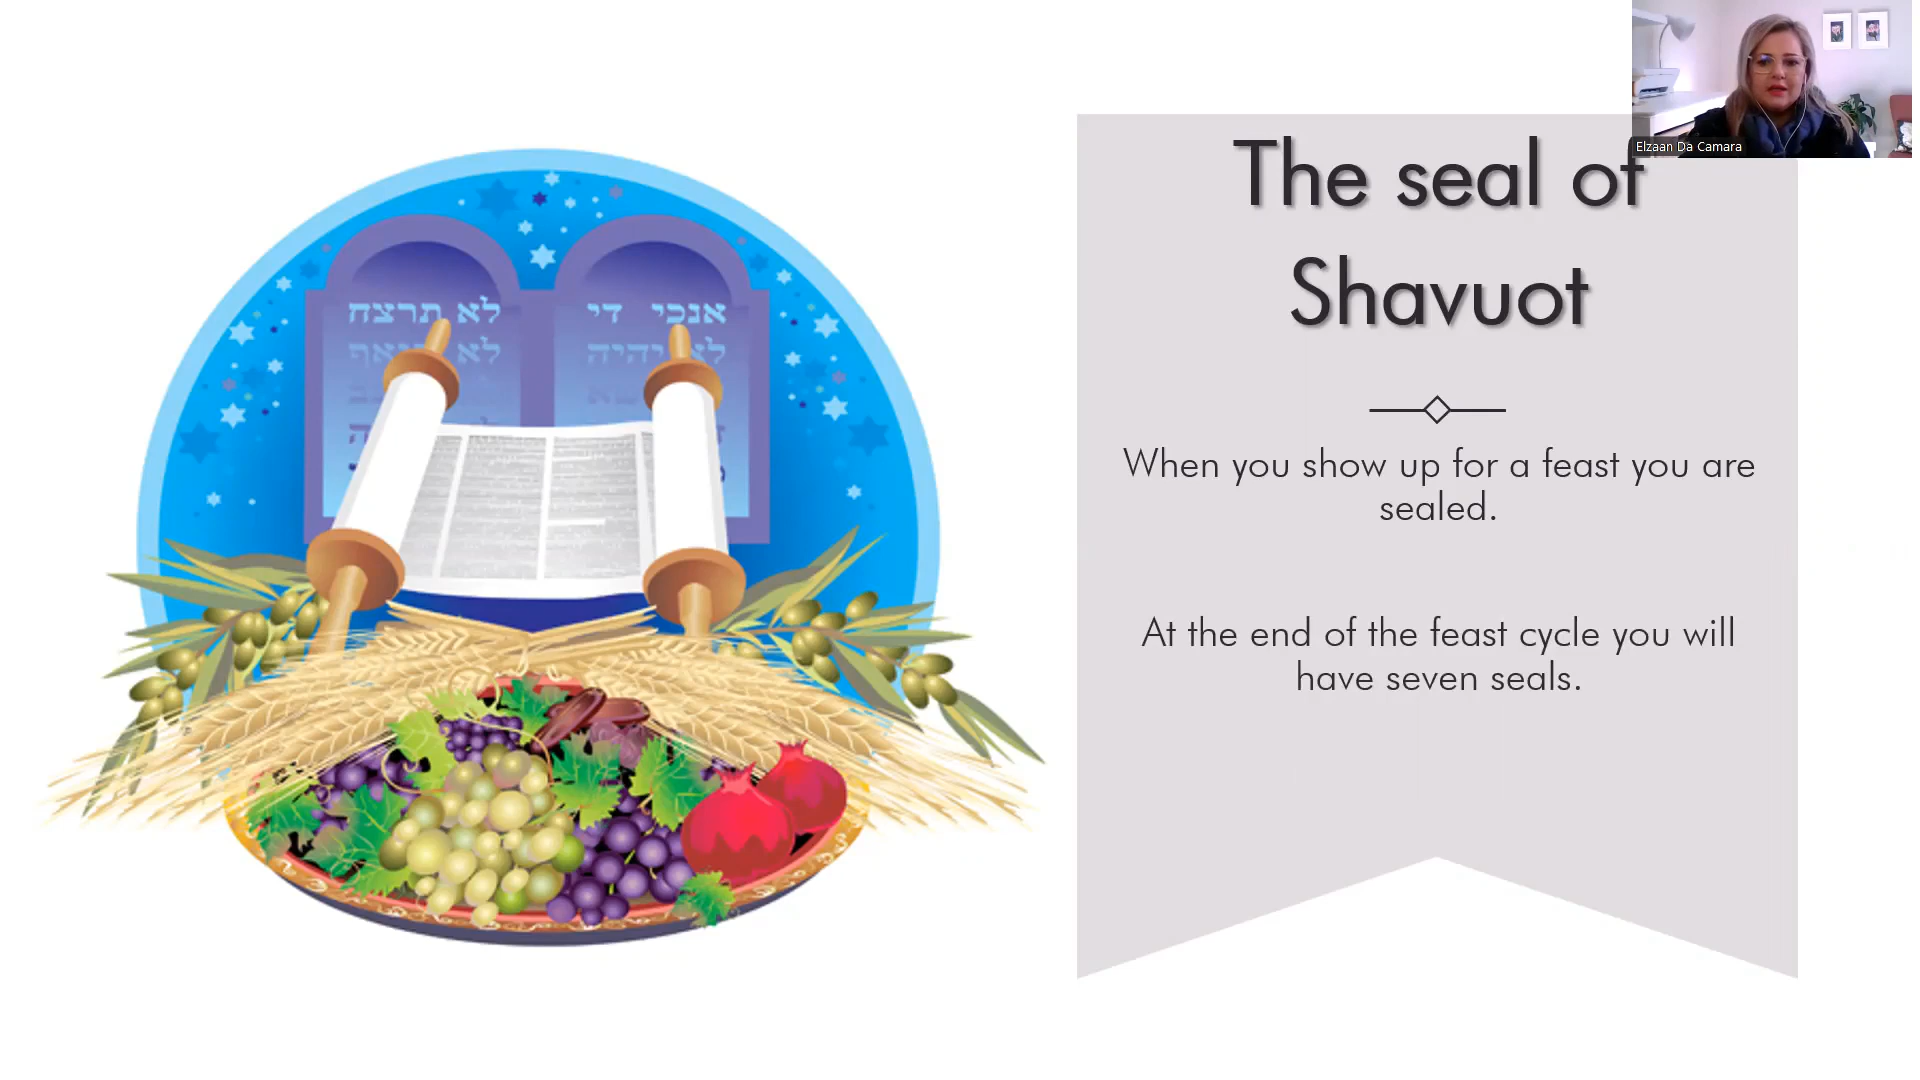 The seal of
Shavuot
When you show up for a feast you are
sealed.
At the end of the feast cycle you will
have seven seals.
Elzaan Da Camara
אנכי יד
לא יהיה
לא תרצח
לא